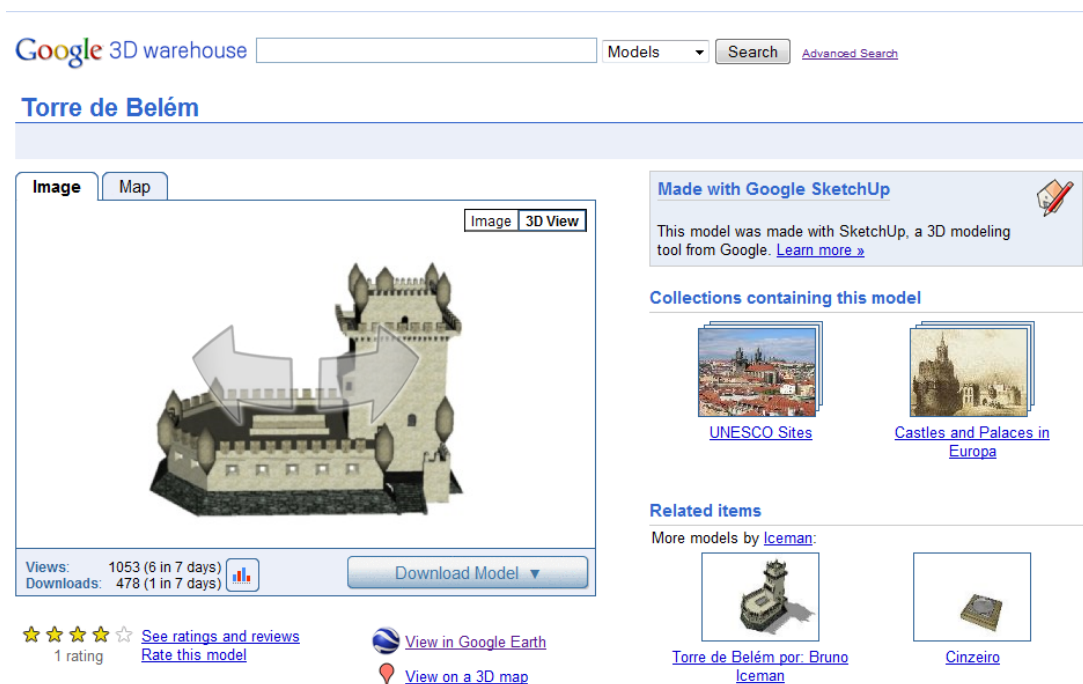 Google 3D warehouse Models Search Advanced Search
Torre de Belém
Image Map
Image 3D View
Views: 1053 (6 in 7 days)
Downloads: 478 (1 in 7 days)
Download Model
See ratings and reviews
1 rating Rate this model
View in Google Earth
View on a 3D map
Made with Google SketchUp
This model was made with SketchUp, a 3D modeling
tool from Google. Learn more »
Collections containing this model
UNESCO Sites
Castles and Palaces in
Europa
Related items
More models by Iceman:
Torre de Belém por: Bruno
Iceman
Cinzeiro